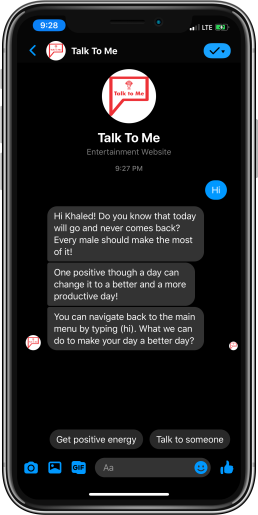 9:28
LTE
Talk To Me
Talk to Me
Talk To Me
Entertainment Website
9:27 PM
Hi
Hi Khaled! Do you know that today
will go and never comes back?
Every male should make the most
of it!
One positive though a day can
change it to a better and a more
productive day!
You can navigate back to the main
menu by typing (hi). What we can
do to make your day a better day?
Get positive energy
Talk to someone
GIF
Aa